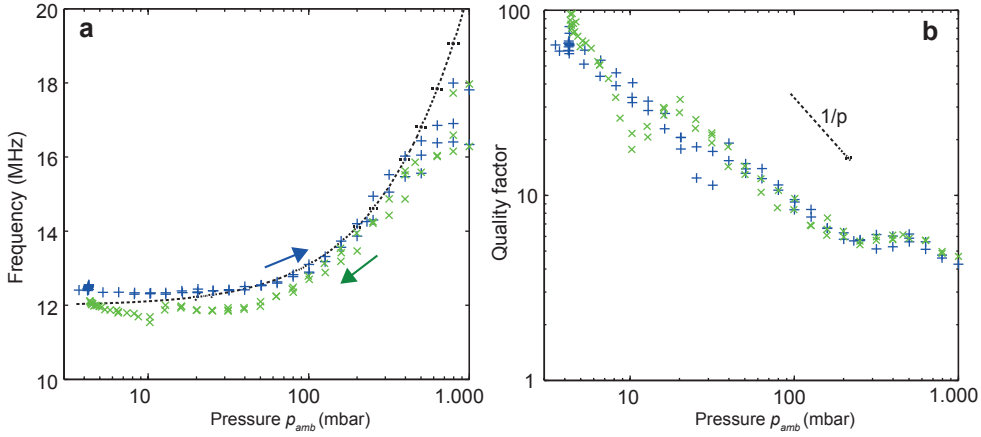 a
20
18
16
14
12
10
Frequency (MHz)
10
100
1.000
Pressure p_amb (mbar)
b
100
10
1
Quality factor
1/p
10
100
1.000
Pressure p_amb (mbar)